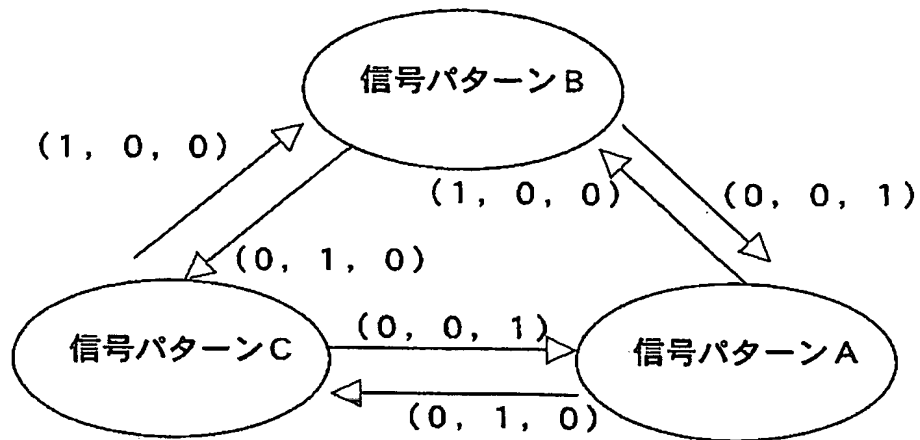 信号パターンB
(1, 0, 0)
(1, 0, 0)
(0, 0, 1)
(0, 1, 0)
信号パターンC
(0, 0, 1)
信号パターンA
(0, 1, 0)